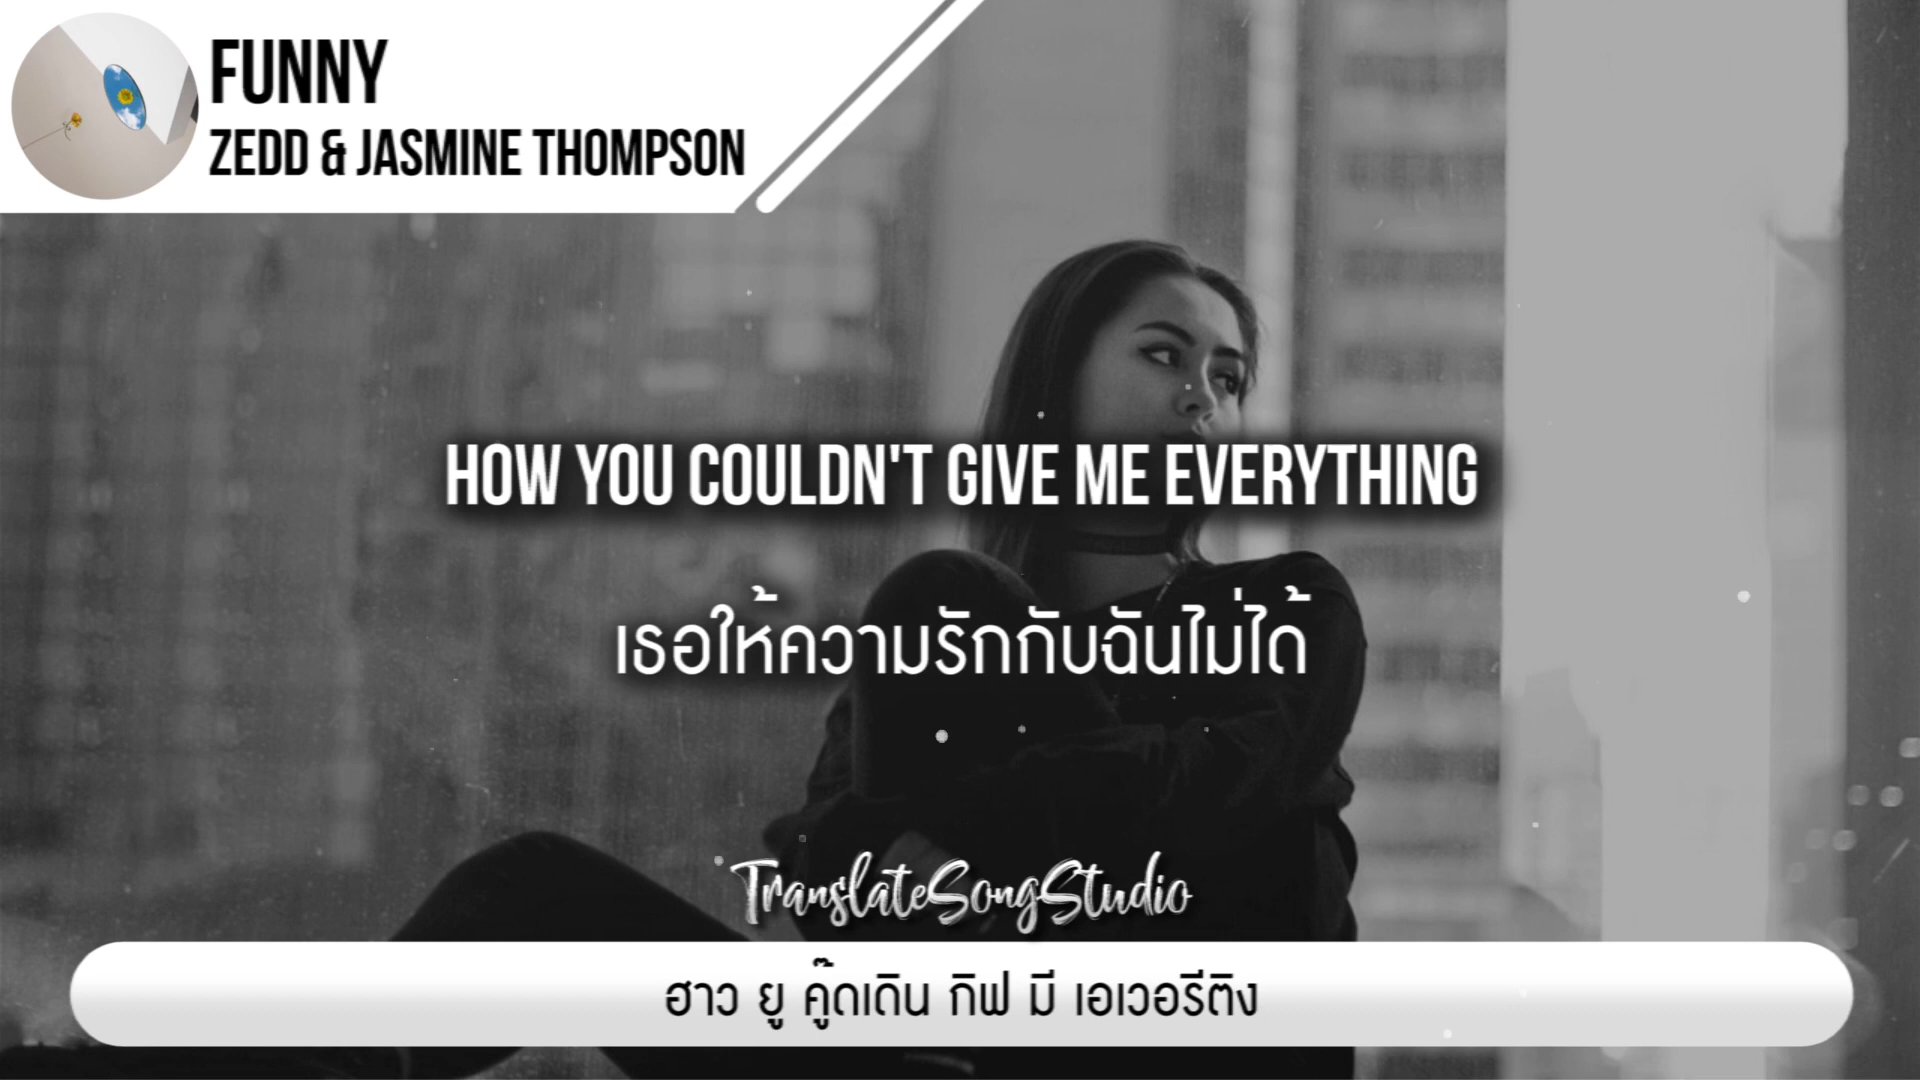 FUNNY
ZEDD & JASMINE THOMPSON
HOW YOU COULDN'T GIVE ME EVERYTHING
เธอให้ความรักกับฉันไม่ได้
TranslateSongStudio
ฮาว ยู คู๊ดเดิน กิฟ มี เอเวอรีติง